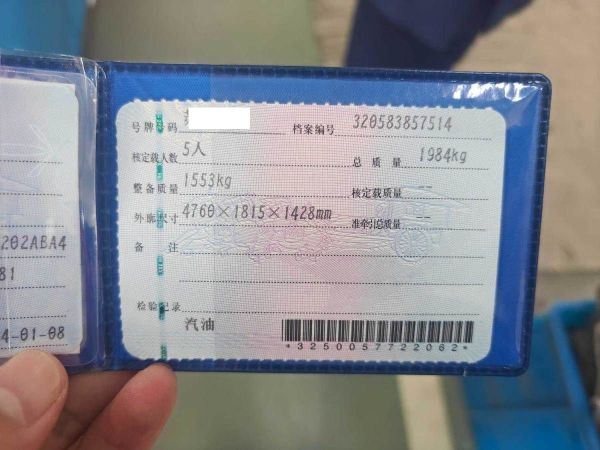 号牌号码 档案编号 320583857514
核定载人数 5人 总质量 1984kg
整备质量 1553kg 核定载质量 --
外廓尺寸 4760×1815×1428mm 准牵引总质量 --
备注
检验记录
汽油
*3250057722062*
202ABA4
81
4-01-08